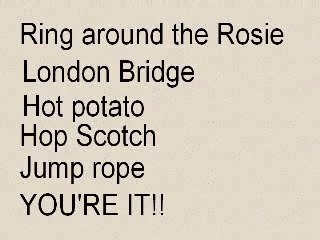 Ring around the Rosie
London Bridge
Hot potato
Hop Scotch
Jump rope
YOU'RE IT!!